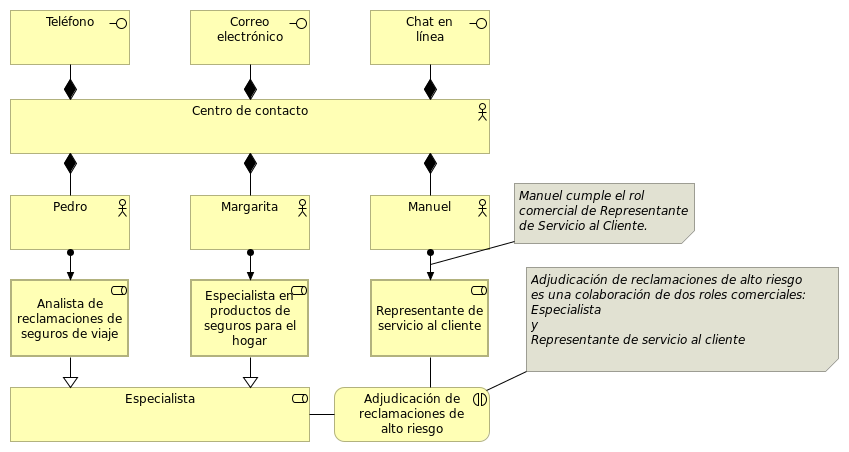 Teléfono
Correo
electrónico
Chat en
línea
Centro de contacto
Pedro
Margarita
Manuel
Manuel cumple el rol
comercial de Representante
de Servicio al Cliente.
Analista de
reclamaciones de
seguros de viaje
Especialista en
productos de
seguros para el
hogar
Representante de
servicio al cliente
Adjudicación de reclamaciones de alto riesgo
es una colaboración de dos roles comerciales:
Especialista
y
Representante de servicio al cliente
Especialista
Adjudicación de
reclamaciones de
alto riesgo